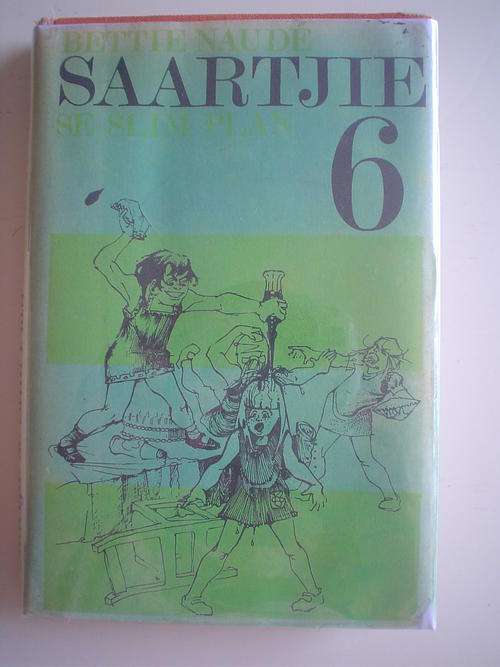 BETTIE NAUDÉ
SAARTJIE
SE SLIM PLAN
6